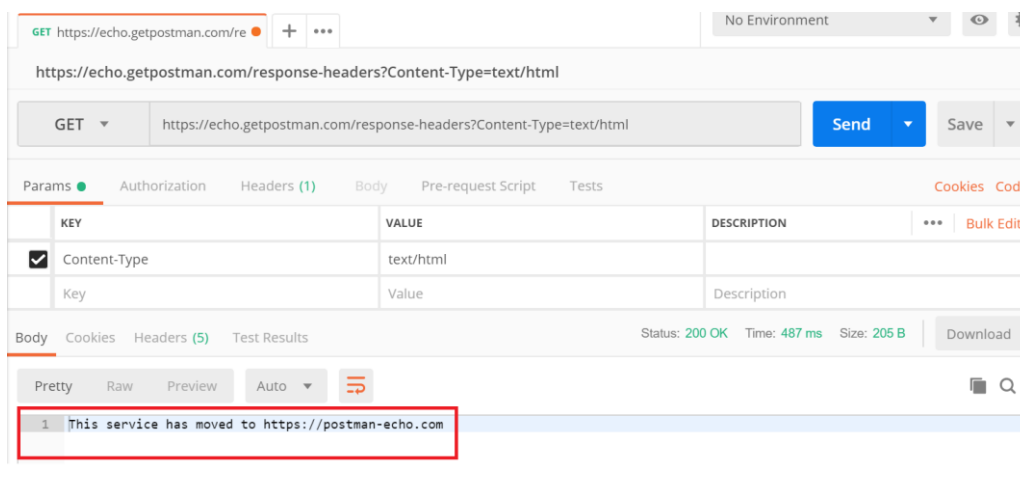 GET https://echo.getpostman.com/re
No Environment
https://echo.getpostman.com/response-headers?Content-Type=text/html
GET https://echo.getpostman.com/response-headers?Content-Type=text/html Send Save
Params Authorization Headers (1) Body Pre-request Script Tests Cookies Cod
KEY VALUE DESCRIPTION ••• Bulk Edit
Content-Type text/html
Key Value Description
Body Cookies Headers (5) Test Results Status: 200 OK Time: 487 ms Size: 205 B Download
Pretty Raw Preview Auto
1 This service has moved to https://postman-echo.com